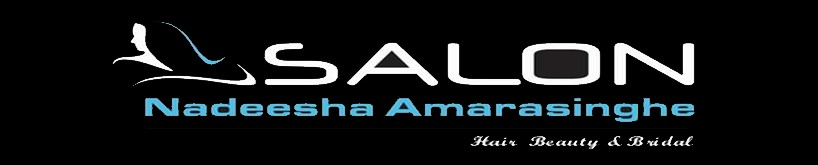 SALON
Nadeesha Amarasinghe
Hair Beauty & Bridal